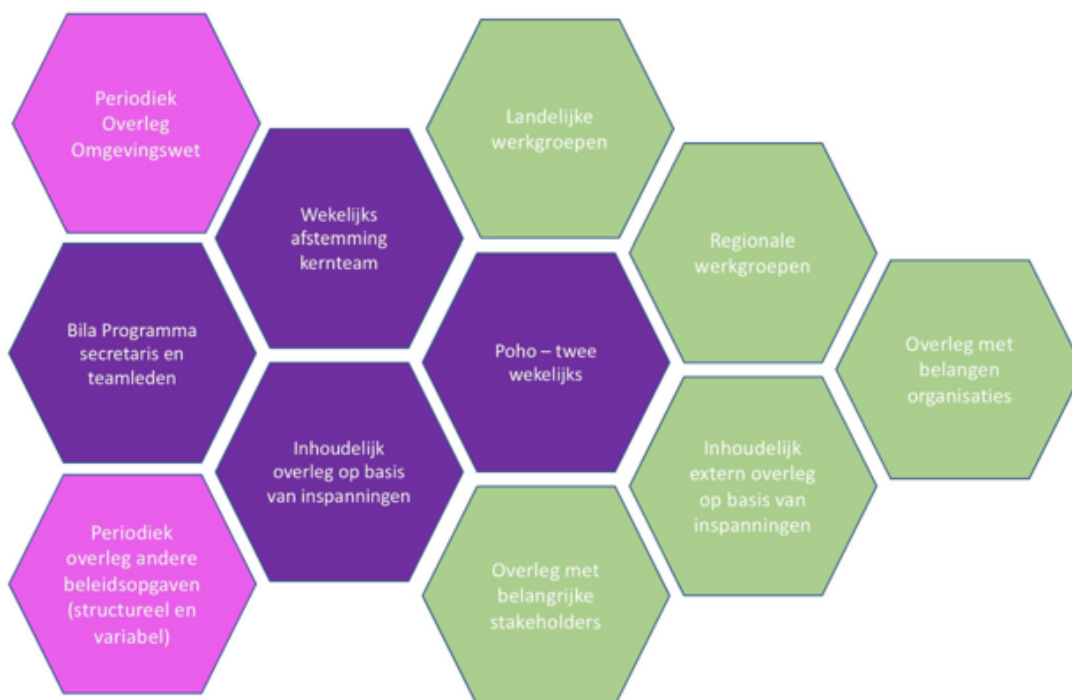 Periodiek
Overleg
Omgevingswet
Landelijke
werkgroepen
Wekelijks
afstemming
kernteam
Regionale
werkgroepen
Bila Programma
secretaris en
teamleden
Poho – twee
wekelijks
Overleg met
belangen
organisaties
Inhoudelijk
overleg op basis
van inspanningen
Inhoudelijk
extern overleg
op basis van
inspanningen
Periodiek
overleg andere
beleidsopgaven
(structureel en
variabel)
Overleg met
belangrijke
stakeholders